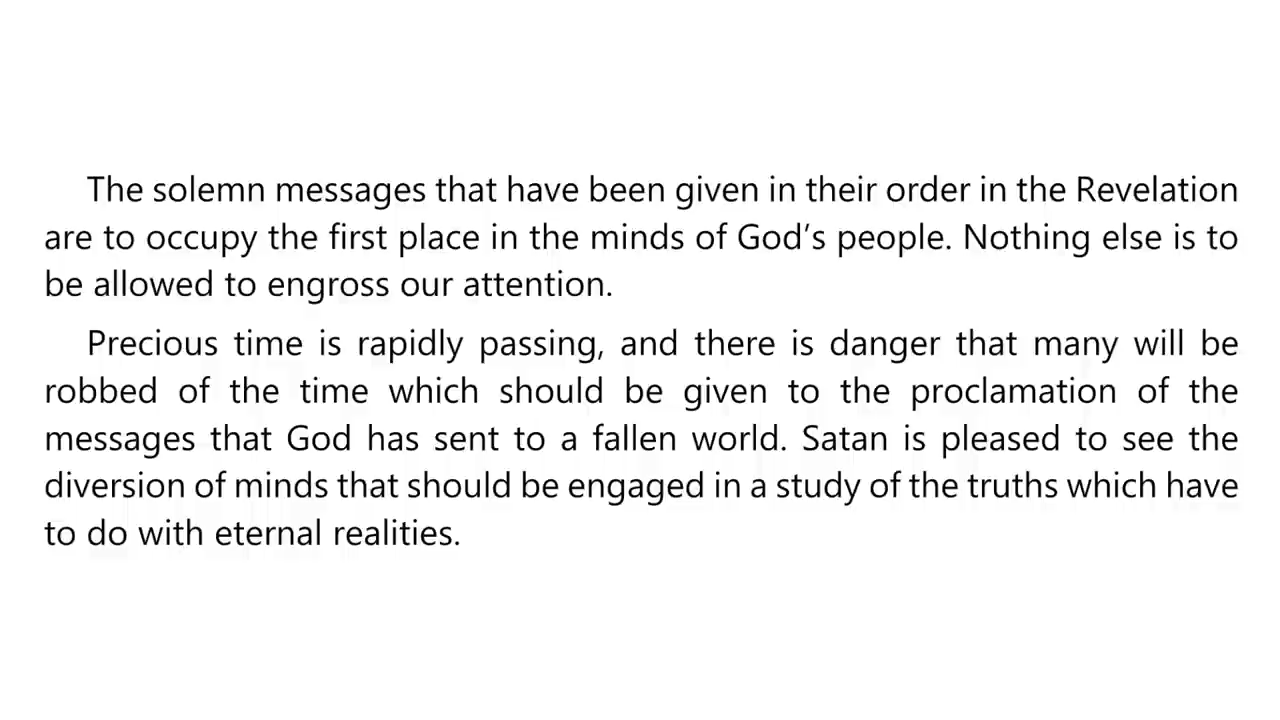 The solemn messages that have been given in their order in the Revelation
are to occupy the first place in the minds of God’s people. Nothing else is to
be allowed to engross our attention.
Precious time is rapidly passing, and there is danger that many will be
robbed of the time which should be given to the proclamation of the
messages that God has sent to a fallen world. Satan is pleased to see the
diversion of minds that should be engaged in a study of the truths which have
to do with eternal realities.